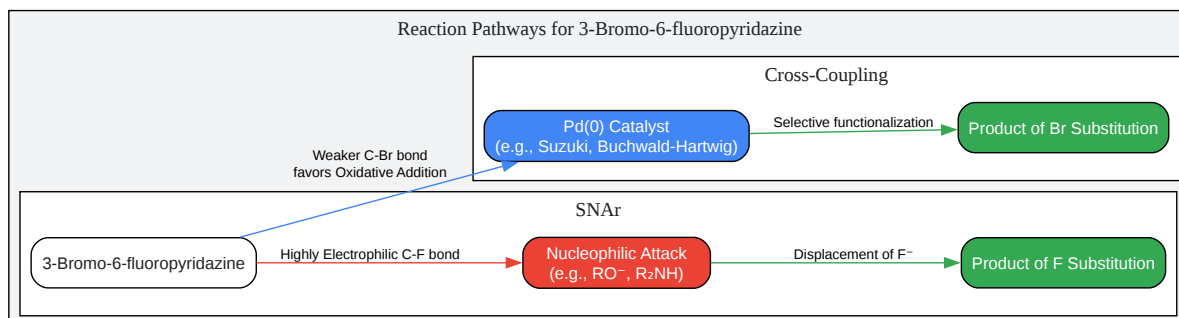 Reaction Pathways for 3-Bromo-6-fluoropyridazine
Cross-Coupling
Pd(0) Catalyst
(e.g., Suzuki, Buchwald-Hartwig)
Selective functionalization
Product of Br Substitution
Weaker C-Br bond
favors Oxidative Addition
SNAr
3-Bromo-6-fluoropyridazine
Highly Electrophilic C-F bond
Nucleophilic Attack
(e.g., RO⁻, R₂NH)
Displacement of F⁻
Product of F Substitution